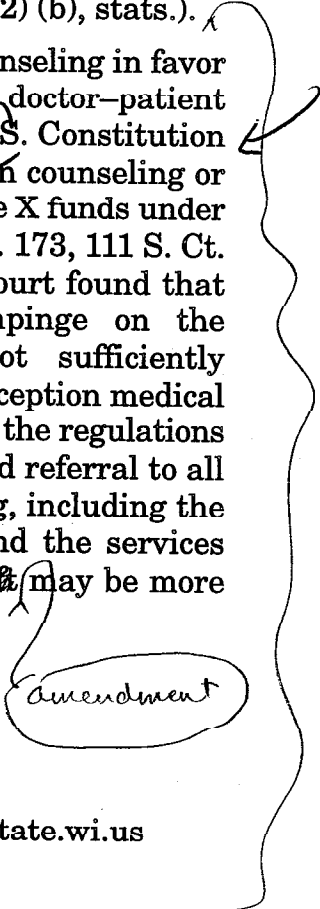 2) (b), stats.).
nseling in favor
doctor–patient
S. Constitution
n counseling or
e X funds under
. 173, 111 S. Ct.
ourt found that
npinge on the
ot sufficiently
ception medical
the regulations
d referral to all
g, including the
nd the services
may be more
amendment
tate.wi.us